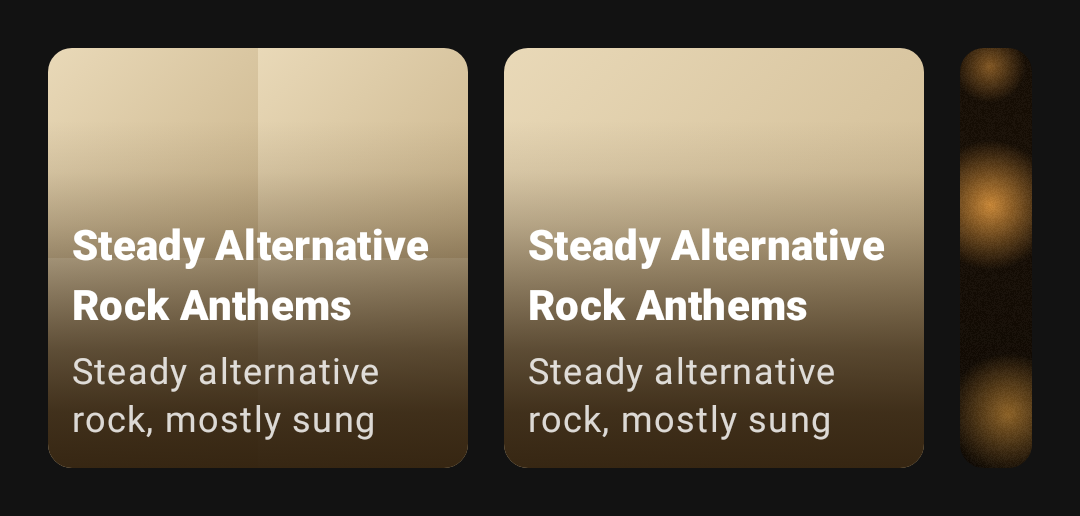 Steady Alternative
Rock Anthems
Steady alternative
rock, mostly sung
Steady Alternative
Rock Anthems
Steady alternative
rock, mostly sung